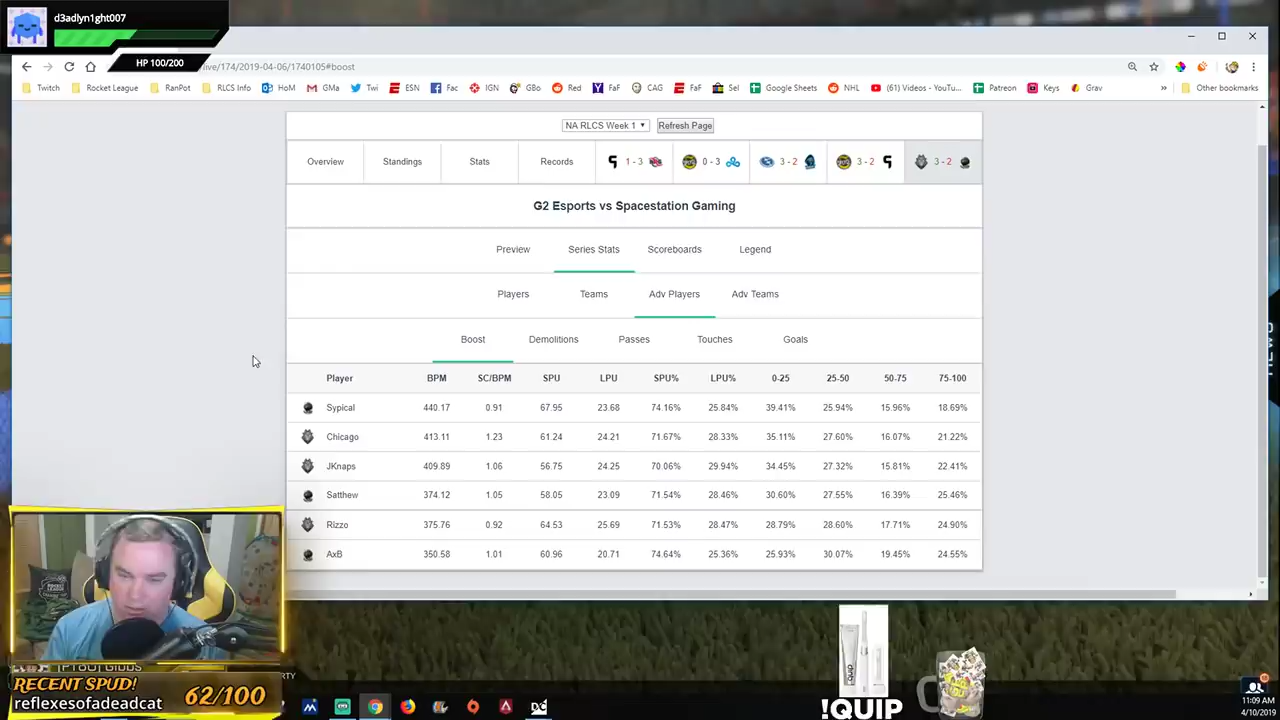 d3adlyn1ght007
HP 100/200
live/174/2019-04-06/1740105#boost
Twitch Rocket League RanPot RLCS Info HoM GMa Twi ESN Fac IGN GBo Red FaF CAG FaF Sel Google Sheets NHL (61) Videos - YouTu... Patreon Keys Grav » Other bookmarks
NA RLCS Week 1 Refresh Page
Overview Standings Stats Records 1 - 3 0 - 3 3 - 2 3 - 2 3 - 2
G2 Esports vs Spacestation Gaming
Preview Series Stats Scoreboards Legend
Players Teams Adv Players Adv Teams
Boost Demolitions Passes Touches Goals
Player BPM SC/BPM SPU LPU SPU% LPU% 0-25 25-50 50-75 75-100
Sypical 440.17 0.91 67.95 23.68 74.16% 25.84% 39.41% 25.94% 15.96% 18.69%
Chicago 413.11 1.23 61.24 24.21 71.67% 28.33% 35.11% 27.60% 16.07% 21.22%
JKnaps 409.89 1.06 56.75 24.25 70.06% 29.94% 34.45% 27.32% 15.81% 22.41%
Satthew 374.12 1.05 58.05 23.09 71.54% 28.46% 30.60% 27.55% 16.39% 25.46%
Rizzo 375.76 0.92 64.53 25.69 71.53% 28.47% 28.79% 28.60% 17.71% 24.90%
AxB 350.58 1.01 60.96 20.71 74.64% 25.36% 25.93% 30.07% 19.45% 24.55%
NEWS
RECENT SPUD!
reflexesofadeadcat
62/100
quip
!QUIP
11:09 AM
4/10/2019